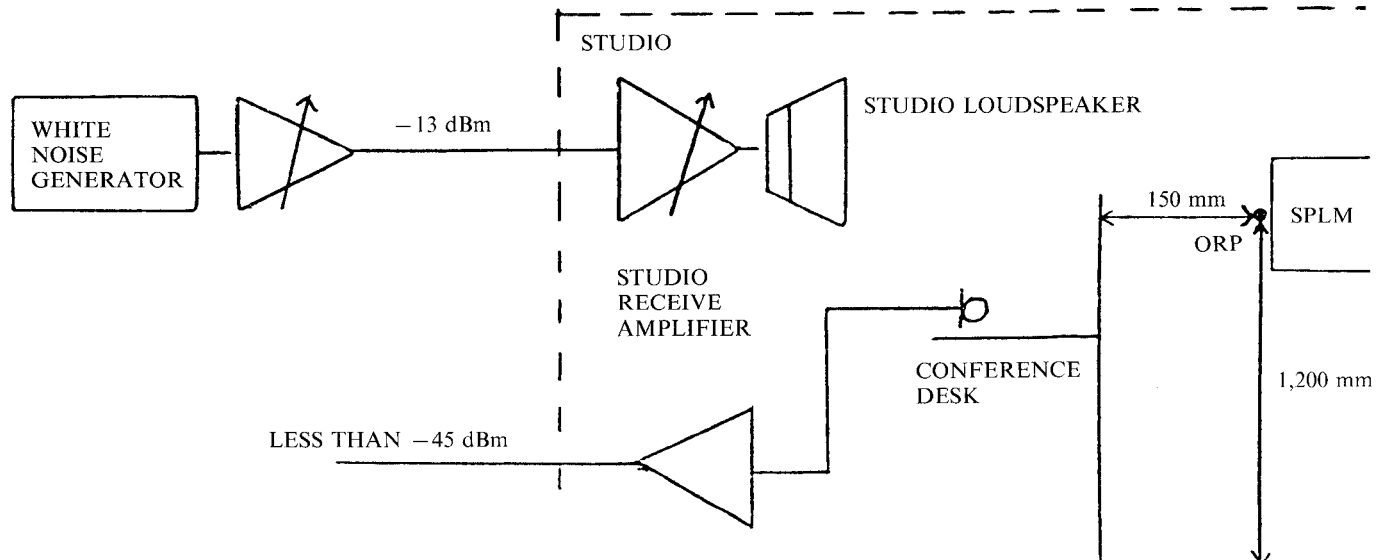 STUDIO
WHITE
NOISE
GENERATOR
−13 dBm
STUDIO LOUDSPEAKER
150 mm
ORP
SPLM
STUDIO
RECEIVE
AMPLIFIER
CONFERENCE
DESK
1,200 mm
LESS THAN −45 dBm